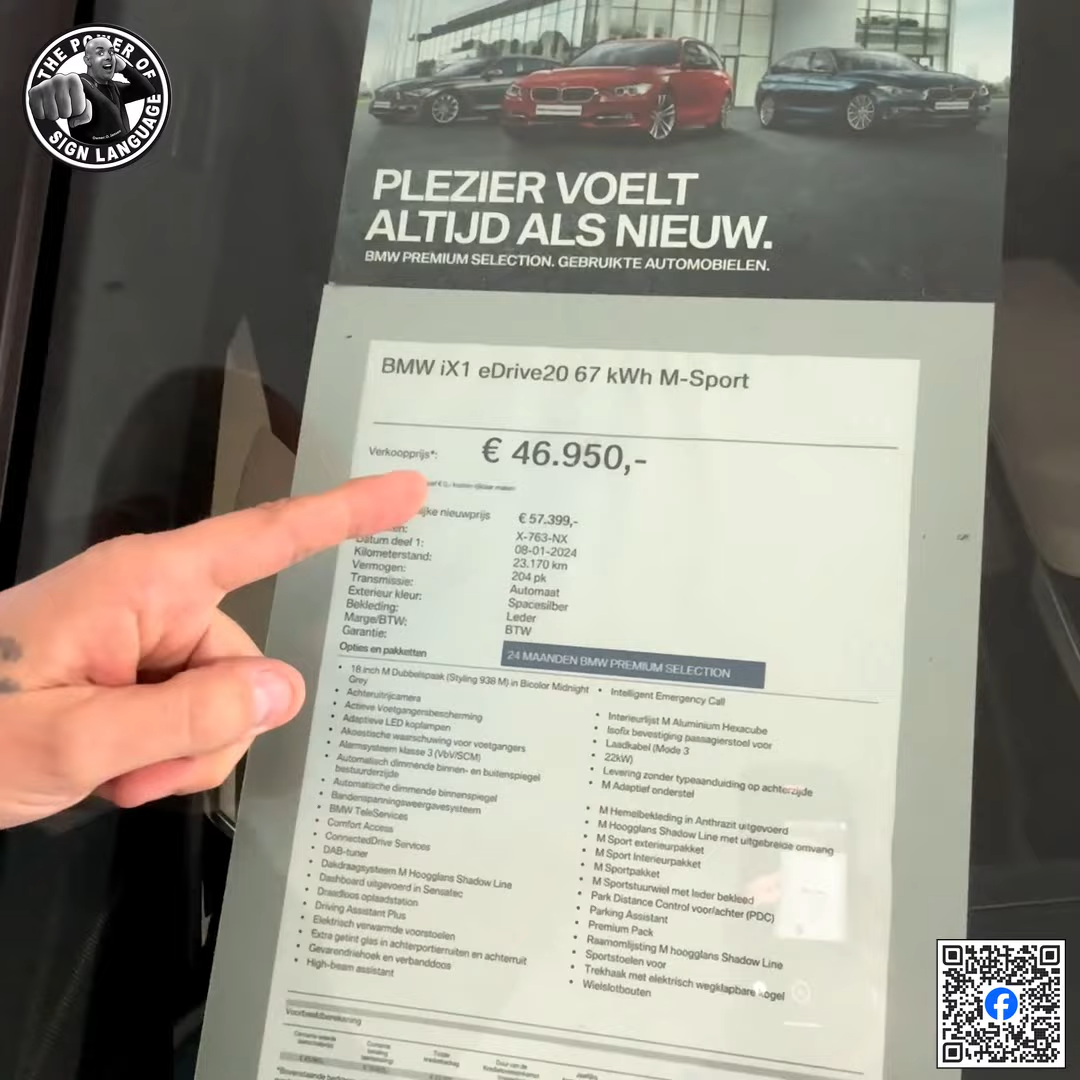 THE POWER OF
SIGN LANGUAGE
PLEZIER VOELT
ALTIJD ALS NIEUW.
BMW PREMIUM SELECTION. GEBRUIKTE AUTOMOBIELEN.
BMW iX1 eDrive20 67 kWh M-Sport
Verkoopprijs*: € 46.950,-
nieuwprijs € 57.399,-
X-763-NX
Datum deel 1: 08-01-2024
Kilometerstand: 23.170 km
Vermogen: 204 pk
Transmissie: Automaat
Exterieur kleur: Spacesilber
Bekleding: Leder
Marge/BTW: BTW
Garantie: 24 MAANDEN BMW PREMIUM SELECTION
Opties en pakketten
• 18 inch M Dubbelspaak (Styling 938 M) in Bicolor Midnight
Grey
• Achteruitrijcamera
• Actieve Voetgangersbescherming
• Adaptieve LED koplampen
• Akoestische waarschuwing voor voetgangers
• Alarmsysteem klasse 3 (VbV/SCM)
• Automatisch dimmende binnen- en buitenspiegel
bestuurderzijde
• Automatische dimmende binnenspiegel
• Bandenspanningsweergavesysteem
• BMW TeleServices
• Comfort Access
• ConnectedDrive Services
• DAB-tuner
• Dakdraagsysteem M Hoogglans Shadow Line
• Dashboard uitgevoerd in Sensatec
• Draadloos oplaadstation
• Driving Assistant Plus
• Elektrisch verwarmde voorstoelen
• Extra getint glas in achterportierruiten en achterruit
• Gevarendriehoek en verbanddoos
• High-beam assistant
• Intelligent Emergency Call
• Interieurlijst M Aluminium Hexacube
• Isofix bevestiging passagierstoel voor
• Laadkabel (Mode 3
• 22kW)
• Levering zonder typeaanduiding op achterzijde
• M Adaptief onderstel
• M Hemelbekleding in Anthrazit uitgevoerd
• M Hoogglans Shadow Line met uitgebreide omvang
• M Sport exterieurpakket
• M Sport Interieurpakket
• M Sportpakket
• M Sportstuurwiel met leder bekleed
• Park Distance Control voor/achter (PDC)
• Parking Assistant
• Premium Pack
• Raamomlijsting M hoogglans Shadow Line
• Sportstoelen voor
• Trekhaak met elektrisch wegklapbare kogel
• Wielslotbouten
Voorbeeldberekening